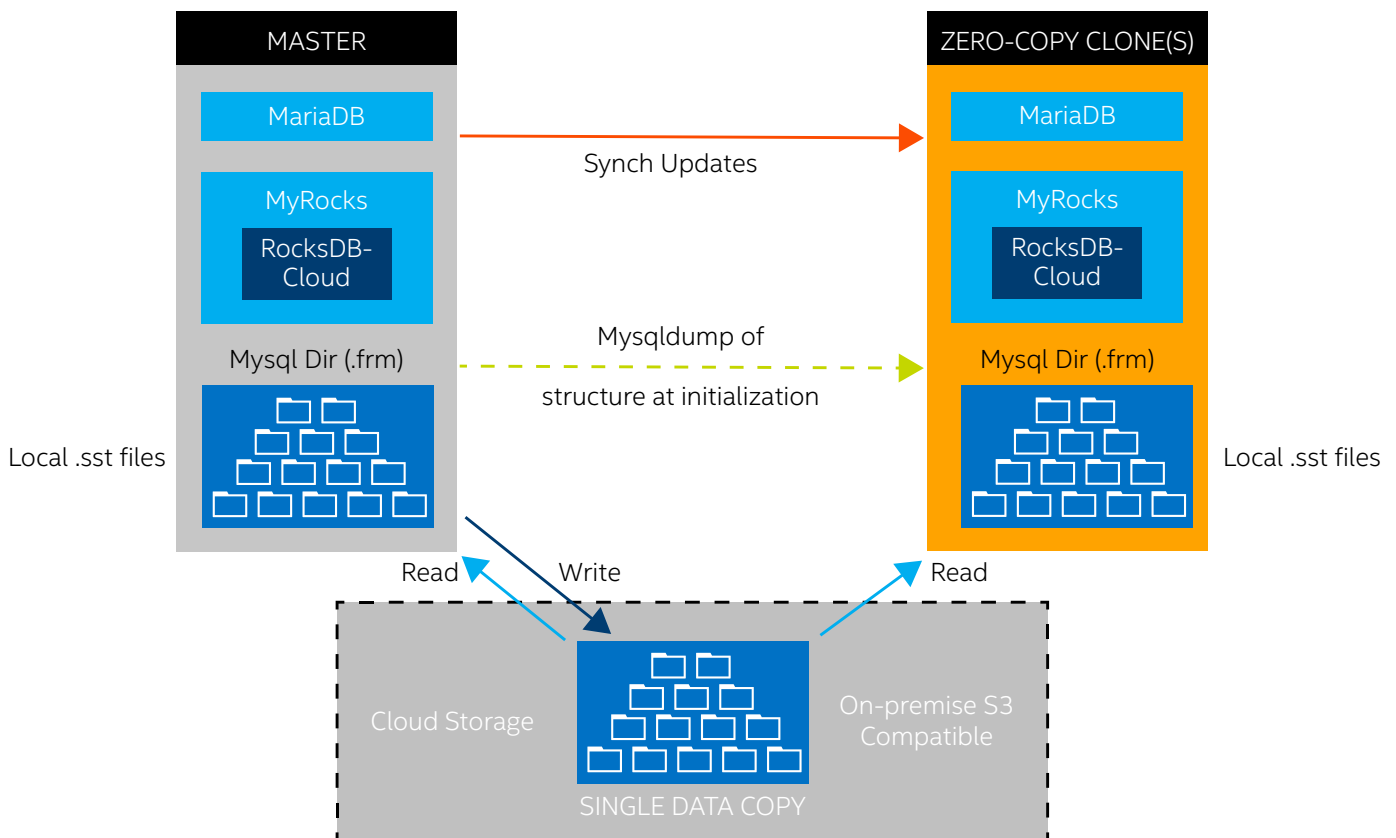 MASTER
MariaDB
MyRocks
RocksDB-
Cloud
Mysql Dir (.frm)
Local .sst files
Synch Updates
Mysqldump of
structure at initialization
ZERO-COPY CLONE(S)
MariaDB
MyRocks
RocksDB-
Cloud
Mysql Dir (.frm)
Local .sst files
Read
Write
Read
Cloud Storage
On-premise S3
Compatible
SINGLE DATA COPY